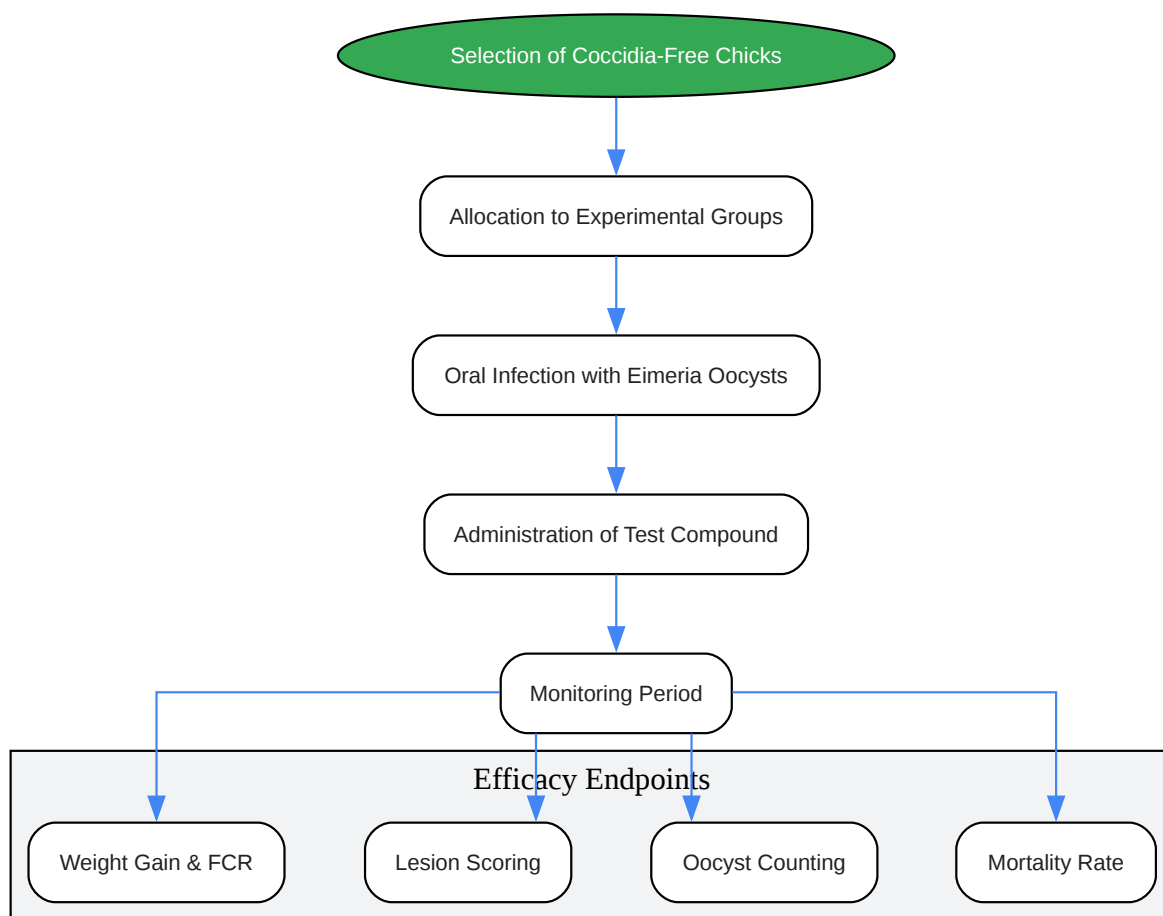 Selection of Coccidia-Free Chicks
Allocation to Experimental Groups
Oral Infection with Eimeria Oocysts
Administration of Test Compound
Monitoring Period
Efficacy Endpoints
Weight Gain & FCR
Lesion Scoring
Oocyst Counting
Mortality Rate